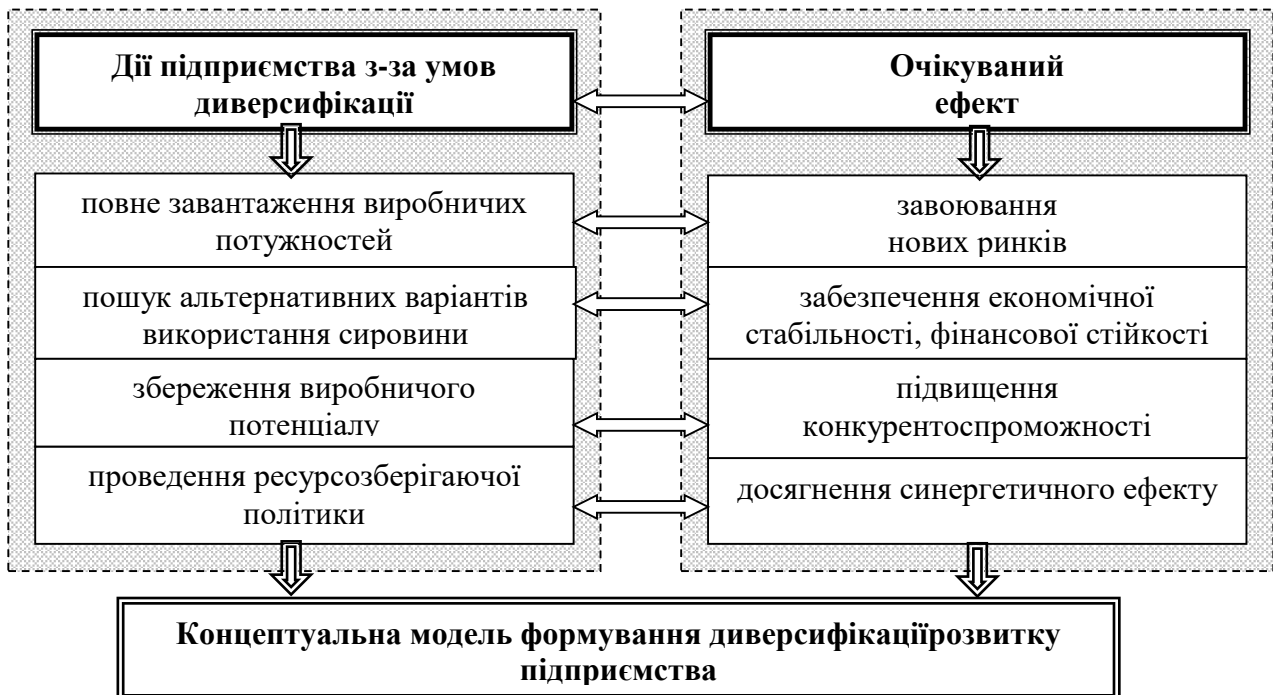 Дії підприємства з-за умов
диверсифікації
повне завантаження виробничих
потужностей
пошук альтернативних варіантів
використання сировини
збереження виробничого
потенціалу
проведення ресурсозберігаючої
політики
Очікуваний
ефект
завоювання
нових ринків
забезпечення економічної
стабільності, фінансової стійкості
підвищення
конкурентоспроможності
досягнення синергетичного ефекту
Концептуальна модель формування диверсифікаціїрозвитку
підприємства